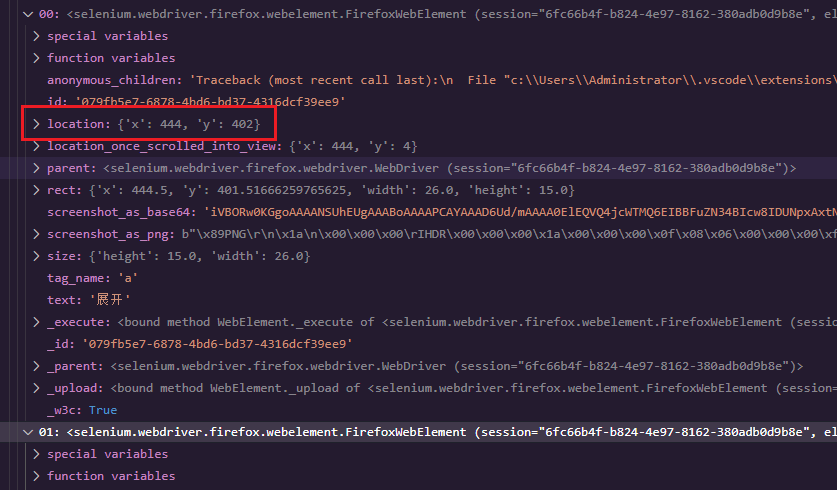 00: <selenium.webdriver.firefox.webelement.FirefoxWebElement (session="6fc66b4f-b824-4e97-8162-380adb0d9b8e", el
special variables
function variables
anonymous_children: 'Traceback (most recent call last):\n  File "c:\\Users\\Administrator\\.vscode\\extensions\
id: '079fb5e7-6878-4bd6-bd37-4316dcf39ee9'
location: {'x': 444, 'y': 402}
location_once_scrolled_into_view: {'x': 444, 'y': 4}
parent: <selenium.webdriver.firefox.webdriver.WebDriver (session="6fc66b4f-b824-4e97-8162-380adb0d9b8e")>
rect: {'x': 444.5, 'y': 401.51666259765625, 'width': 26.0, 'height': 15.0}
screenshot_as_base64: 'iVBORw0KGgoAAAANSUhEUgAAABoAAAAPCAYAAAD6Ud/mAAAA0ElEQVQ4jcWTMQ6EIBBFuZN34BIcw8IDUNpxAxtN
screenshot_as_png: b"\x89PNG\r\n\x1a\n\x00\x00\x00\rIHDR\x00\x00\x00\x1a\x00\x00\x00\x0f\x08\x06\x00\x00\x00\xf
size: {'height': 15.0, 'width': 26.0}
tag_name: 'a'
text: '展开'
_execute: <bound method WebElement._execute of <selenium.webdriver.firefox.webelement.FirefoxWebElement (sessi
_id: '079fb5e7-6878-4bd6-bd37-4316dcf39ee9'
_parent: <selenium.webdriver.firefox.webdriver.WebDriver (session="6fc66b4f-b824-4e97-8162-380adb0d9b8e")>
_upload: <bound method WebElement._upload of <selenium.webdriver.firefox.webelement.FirefoxWebElement (session=
_w3c: True
01: <selenium.webdriver.firefox.webelement.FirefoxWebElement (session="6fc66b4f-b824-4e97-8162-380adb0d9b8e", el
special variables
function variables